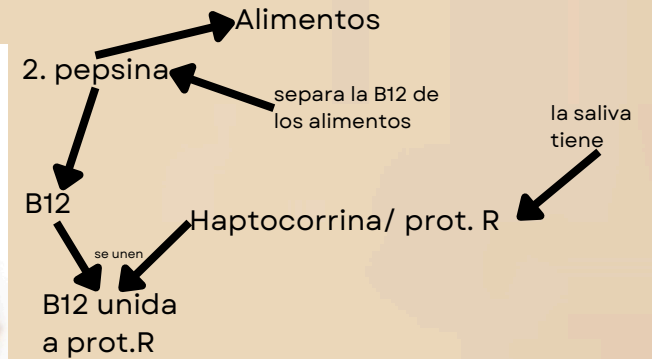 Alimentos
2. pepsina
separa la B12 de
los alimentos
la saliva
tiene
B12
Haptocorrina/ prot. R
se unen
B12 unida
a prot.R